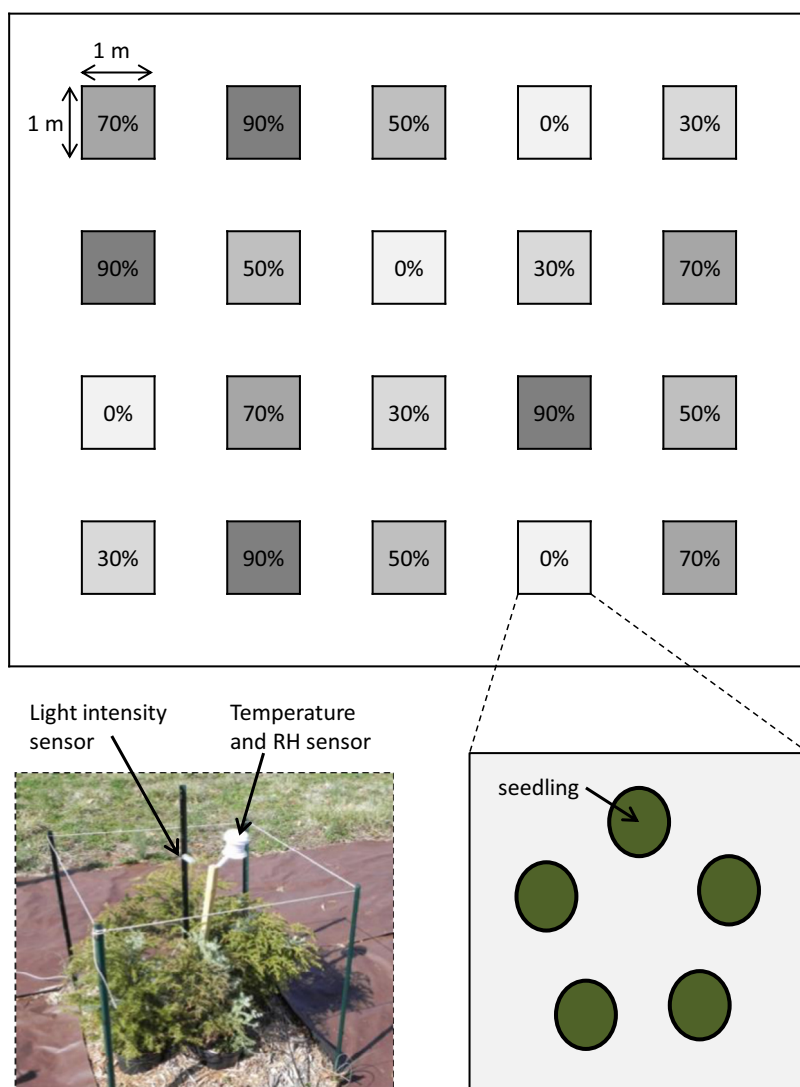 1 m
1 m
70% 90% 50% 0% 30%
90% 50% 0% 30% 70%
0% 70% 30% 90% 50%
30% 90% 50% 0% 70%
Light intensity
sensor
Temperature
and RH sensor
seedling